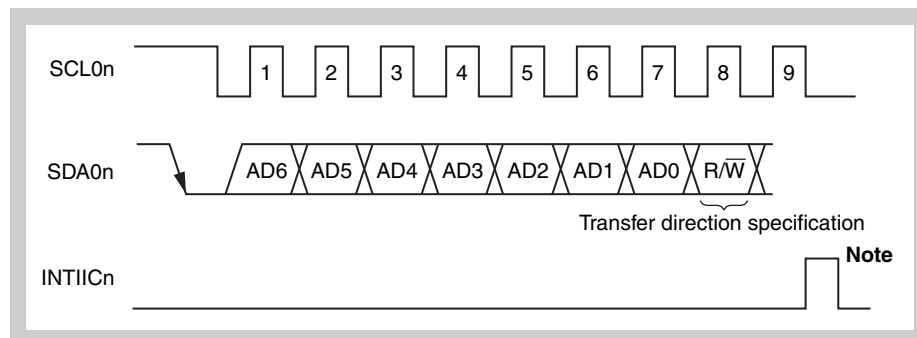 SCL0n 1 2 3 4 5 6 7 8 9
SDA0n AD6 AD5 AD4 AD3 AD2 AD1 AD0 R/W̅
Transfer direction specification
Note
INTIICn